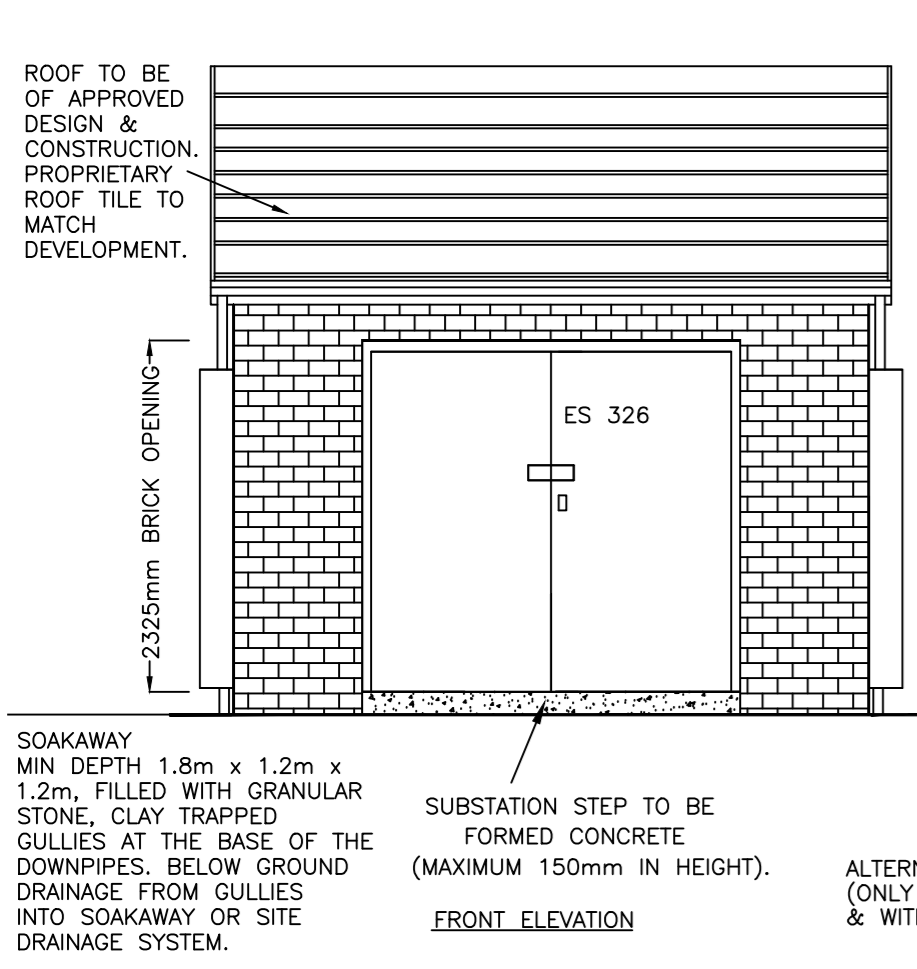 ROOF TO BE
OF APPROVED
DESIGN &
CONSTRUCTION.
PROPRIETARY
ROOF TILE TO
MATCH
DEVELOPMENT.
2325mm BRICK OPENING
ES 326
SOAKAWAY
MIN DEPTH 1.8m x 1.2m x
1.2m, FILLED WITH GRANULAR
STONE, CLAY TRAPPED
GULLIES AT THE BASE OF THE
DOWNPIPES. BELOW GROUND
DRAINAGE FROM GULLIES
INTO SOAKAWAY OR SITE
DRAINAGE SYSTEM.
SUBSTATION STEP TO BE
FORMED CONCRETE
(MAXIMUM 150mm IN HEIGHT).
FRONT ELEVATION
(ONLY
&